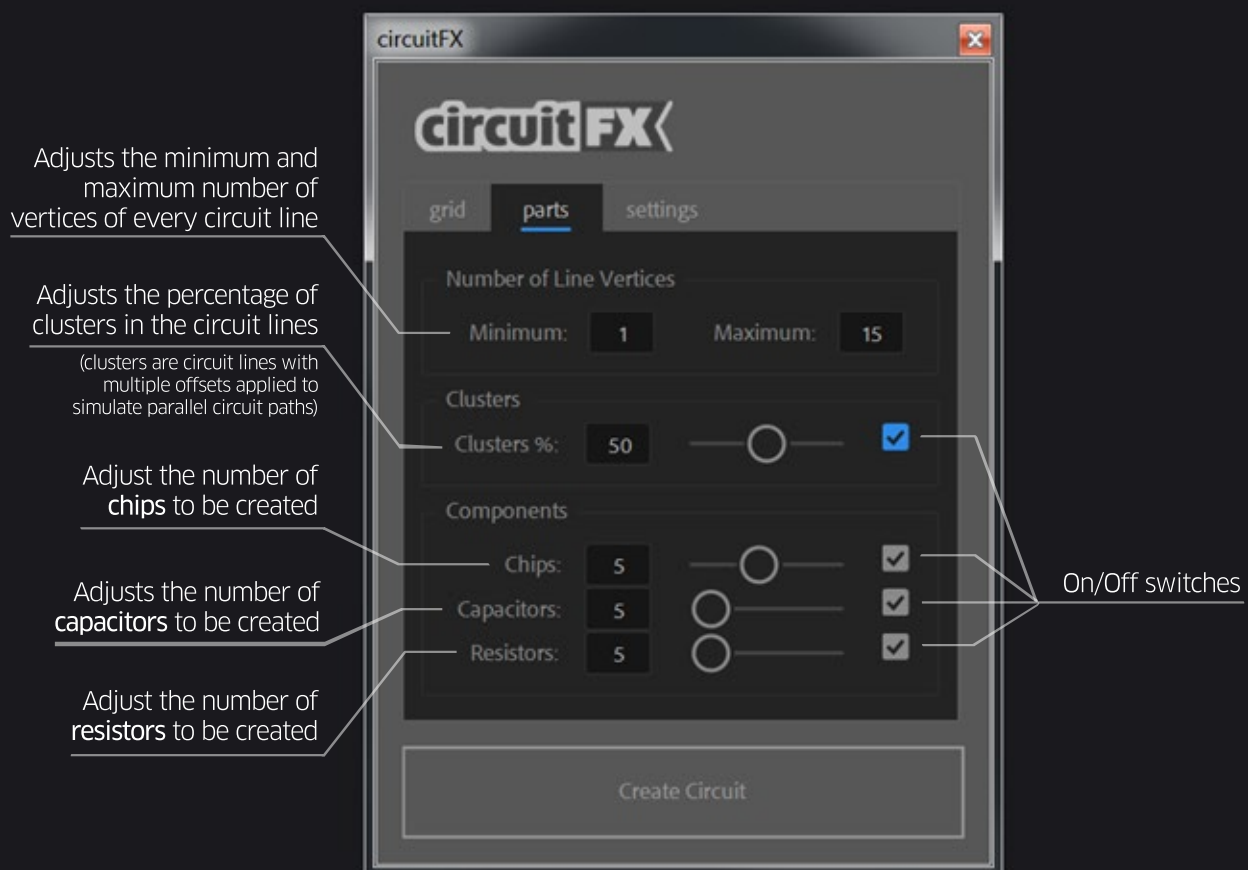 circuitFX
circuit FX
grid parts settings
Adjusts the minimum and
maximum number of
vertices of every circuit line
Adjusts the percentage of
clusters in the circuit lines
(clusters are circuit lines with
multiple offsets applied to
simulate parallel circuit paths)
Adjust the number of
chips to be created
Adjusts the number of
capacitors to be created
Adjust the number of
resistors to be created
Number of Line Vertices
Minimum: 1 Maximum: 15
Clusters
Clusters %: 50
Components
Chips: 5
Capacitors: 5
Resistors: 5
On/Off switches
Create Circuit